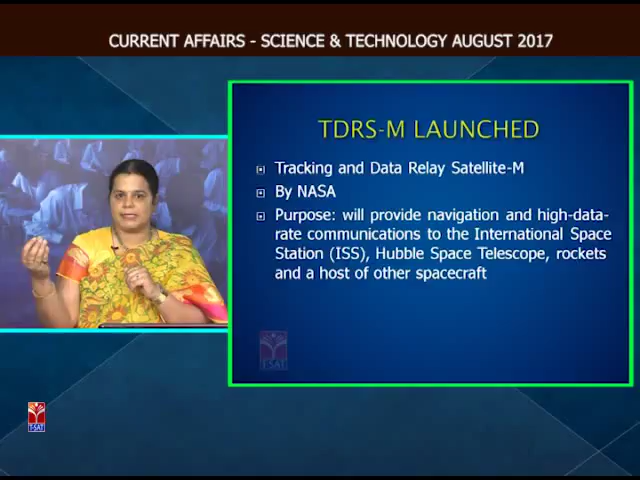 CURRENT AFFAIRS - SCIENCE & TECHNOLOGY AUGUST 2017
TDRS-M LAUNCHED
Tracking and Data Relay Satellite-M
By NASA
Purpose: will provide navigation and high-data-
rate communications to the International Space
Station (ISS), Hubble Space Telescope, rockets
and a host of other spacecraft
T-SAT
T-SAT